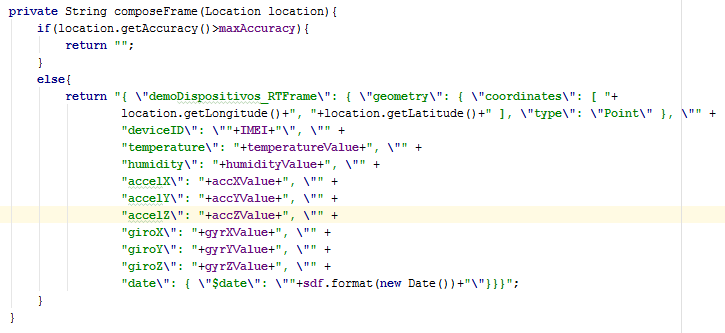 private String composeFrame(Location location){
if(location.getAccuracy()>maxAccuracy){
return "";
}
else{
return "{ \"demoDispositivos_RTFrame\": { \"geometry\": { \"coordinates\": [ "+
location.getLongitude()+", "+location.getLatitude()+" ], \"type\": \"Point\" }, \"" +
"deviceID\": \""+IMEI+"\", \"" +
"temperature\": "+temperatureValue+", \"" +
"humidity\": "+humidityValue+", \"" +
"accelX\": "+accXValue+", \"" +
"accelY\": "+accYValue+", \"" +
"accelZ\": "+accZValue+", \"" +
"giroX\": "+gyrXValue+", \"" +
"giroY\": "+gyrYValue+", \"" +
"giroZ\": "+gyrZValue+", \"" +
"date\": { \"$date\": \""+sdf.format(new Date())+"\"}}}";
}
}